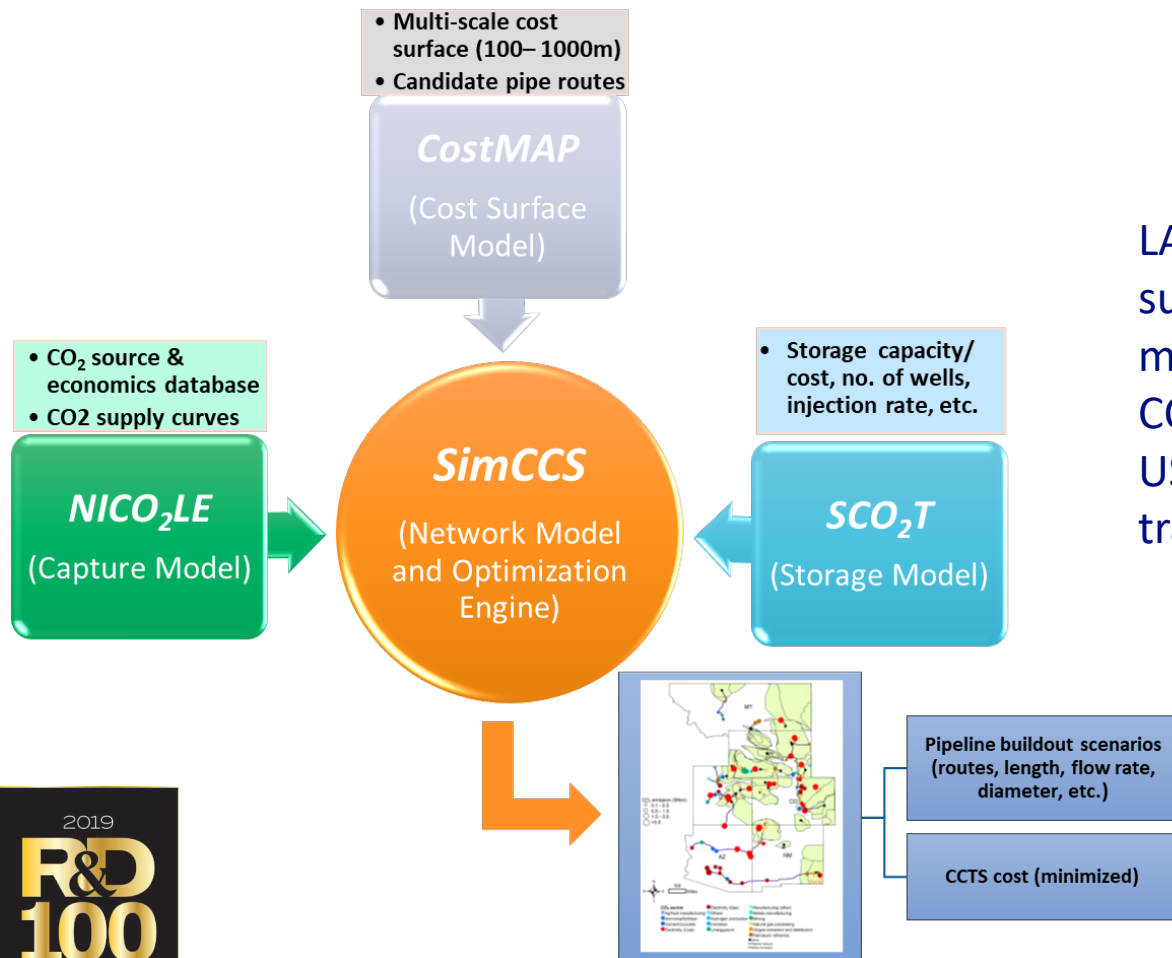 • Multi-scale cost
surface (100– 1000m)
• Candidate pipe routes
CostMAP
(Cost Surface
Model)
LA
su
m
CC
US
tra
• CO₂ source &
economics database
• CO2 supply curves
NICO₂LE
(Capture Model)
SimCCS
(Network Model
and Optimization
Engine)
• Storage capacity/
cost, no. of wells,
injection rate, etc.
SCO₂T
(Storage Model)
MT
CO
AZ
NM
Pipeline buildout scenarios
(routes, length, flow rate,
diameter, etc.)
CCTS cost (minimized)
2019
R&D
100